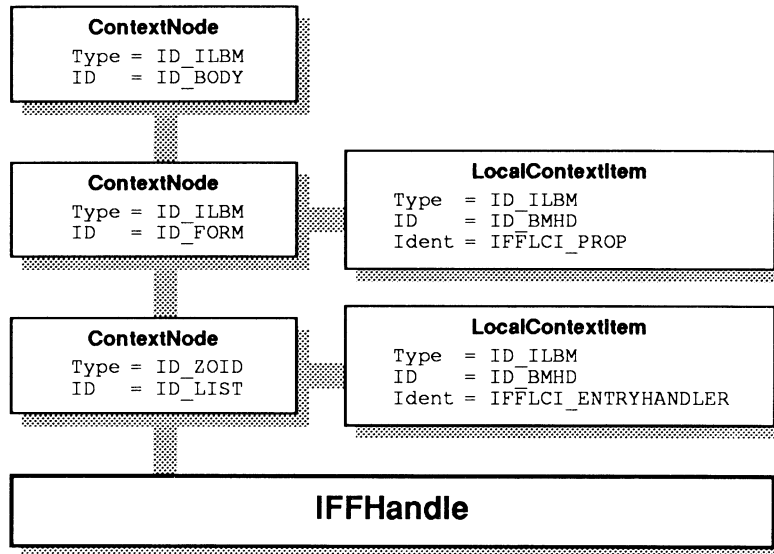 ContextNode
Type = ID_ILBM
ID   = ID_BODY
ContextNode
Type = ID_ILBM
ID   = ID_FORM
LocalContextItem
Type  = ID_ILBM
ID    = ID_BMHD
Ident = IFFLCI_PROP
ContextNode
Type = ID_ZOID
ID   = ID_LIST
LocalContextItem
Type  = ID_ILBM
ID    = ID_BMHD
Ident = IFFLCI_ENTRYHANDLER
IFFHandle